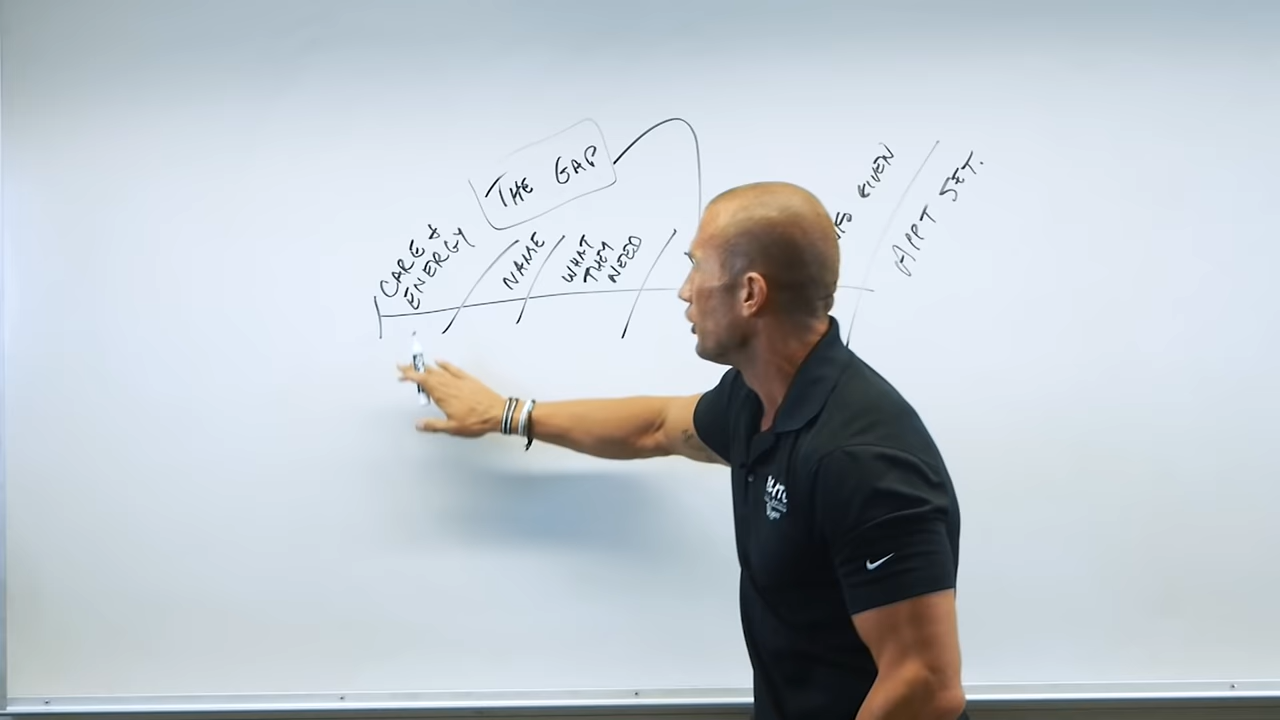 THE GAP
CARE &
ENERGY
NAME
WHAT
THEY
NEED
GIVEN
APPT SET.